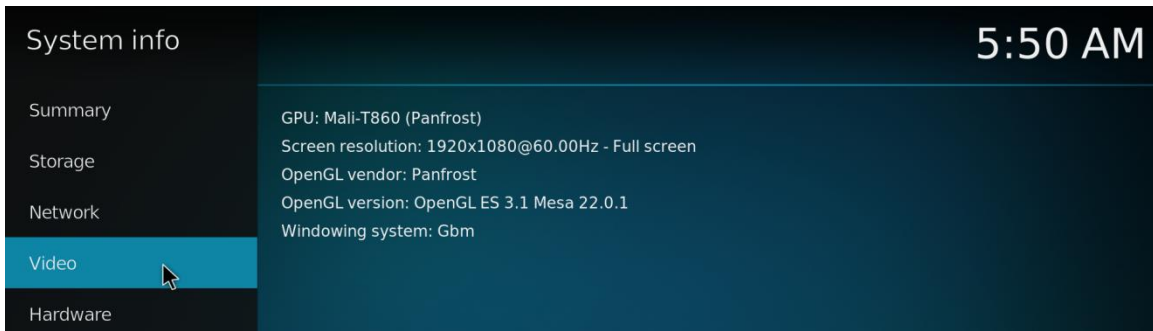 System info
5:50 AM
Summary
Storage
Network
Video
Hardware
GPU: Mali-T860 (Panfrost)
Screen resolution: 1920x1080@60.00Hz - Full screen
OpenGL vendor: Panfrost
OpenGL version: OpenGL ES 3.1 Mesa 22.0.1
Windowing system: Gbm